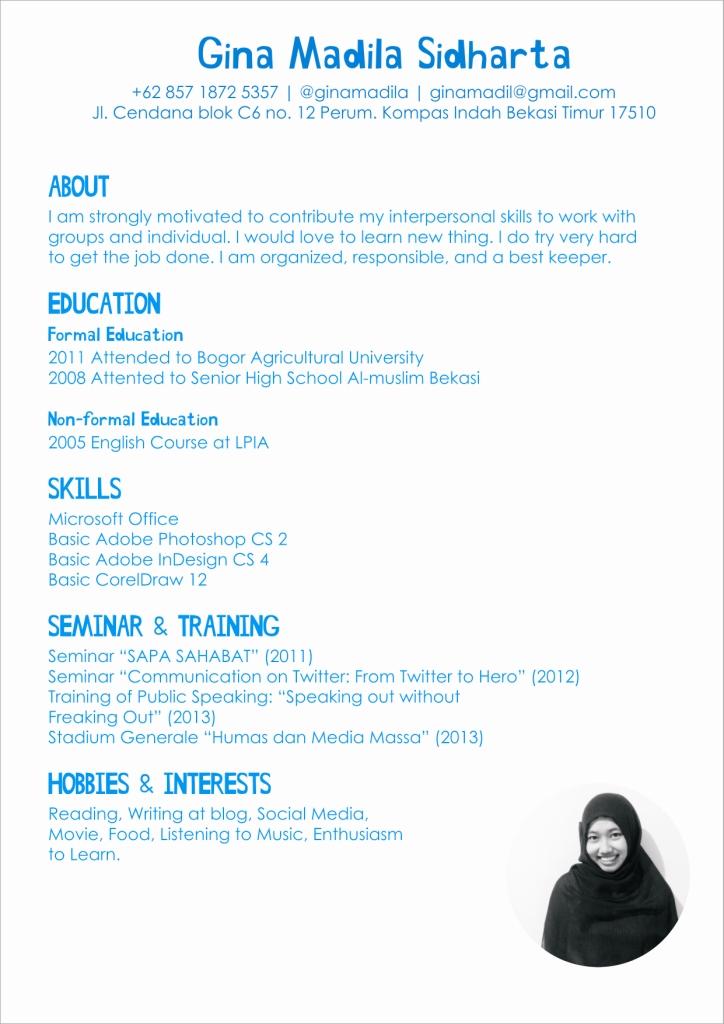 Gina Madila Sidharta
+62 857 1872 5357 | @ginamadila | ginamadil@gmail.com
Jl. Cendana blok C6 no. 12 Perum. Kompas Indah Bekasi Timur 17510
ABOUT
I am strongly motivated to contribute my interpersonal skills to work with
groups and individual. I would love to learn new thing. I do try very hard
to get the job done. I am organized, responsible, and a best keeper.
EDUCATION
Formal Education
2011 Attended to Bogor Agricultural University
2008 Attented to Senior High School Al-muslim Bekasi
Non-formal Education
2005 English Course at LPIA
SKILLS
Microsoft Office
Basic Adobe Photoshop CS 2
Basic Adobe InDesign CS 4
Basic CorelDraw 12
SEMINAR & TRAINING
Seminar “SAPA SAHABAT” (2011)
Seminar “Communication on Twitter: From Twitter to Hero” (2012)
Training of Public Speaking: “Speaking out without
Freaking Out” (2013)
Stadium Generale “Humas dan Media Massa” (2013)
HOBBIES & INTERESTS
Reading, Writing at blog, Social Media,
Movie, Food, Listening to Music, Enthusiasm
to Learn.